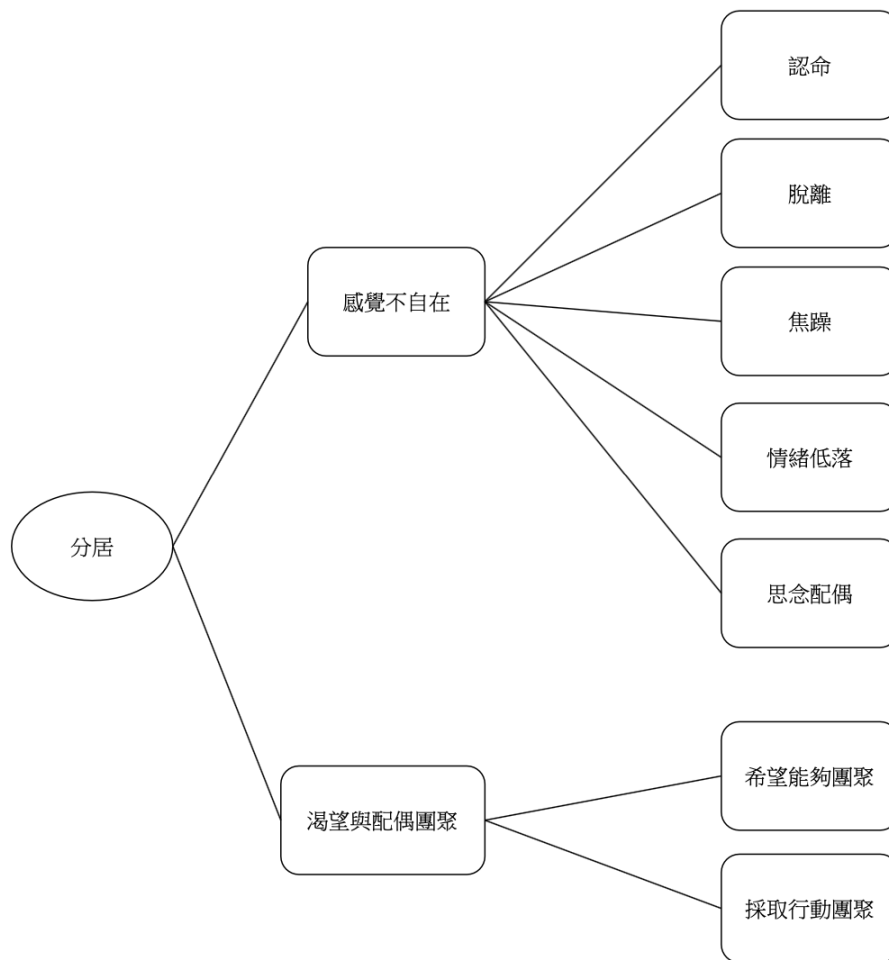 認命
脫離
感覺不自在
焦躁
情緒低落
分居
思念配偶
希望能夠團聚
渴望與配偶團聚
採取行動團聚